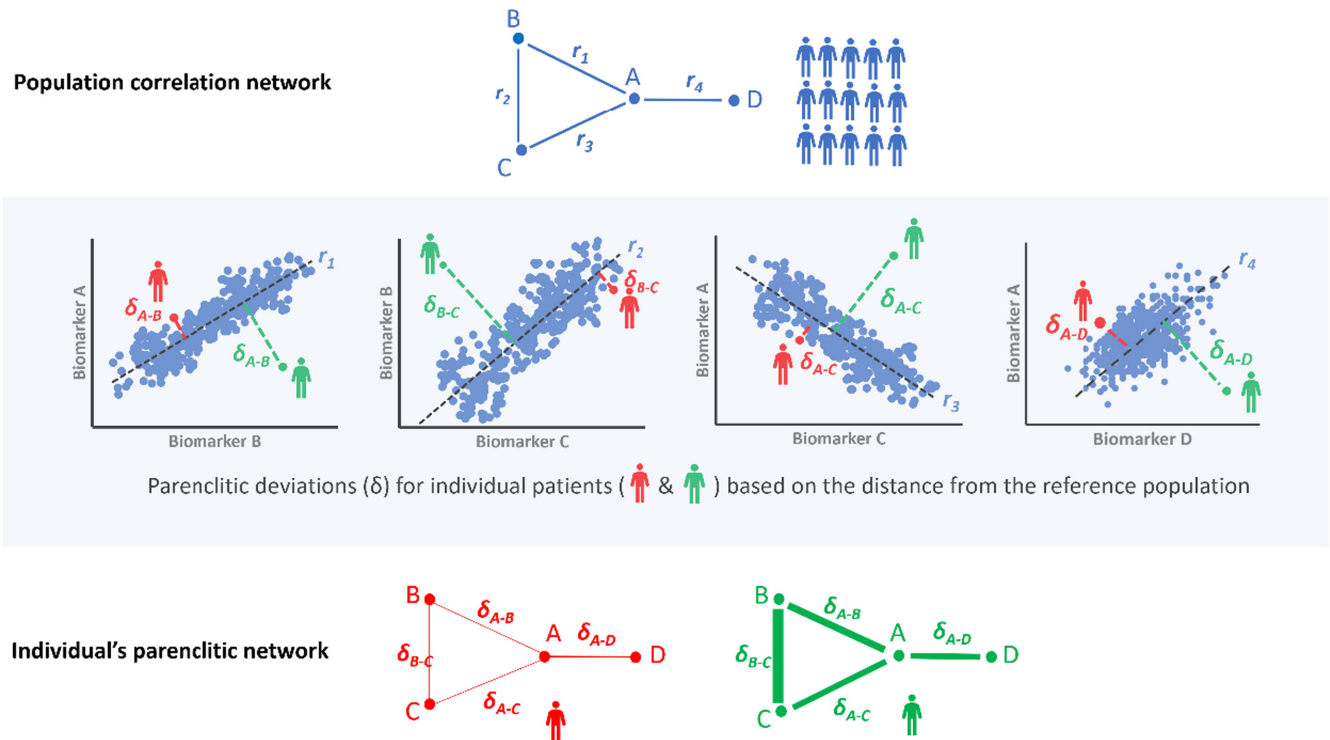 B
r1
A
r4
Population correlation network
r2
D
r3
C
r1
δA-B
δA-B
Biomarker A
Biomarker B
r2
δB-C
δB-C
Biomarker B
Biomarker C
δA-C
δA-C
r3
Biomarker A
Biomarker C
r4
δA-D
δA-D
Biomarker A
Biomarker D
Parenclitic deviations (δ) for individual patients ( & ) based on the distance from the reference population
Individual's parenclitic network
B
δA-B
A
δA-D
δB-C
D
C
δA-C
B
δA-B
A
δA-D
δB-C
D
C
δA-C